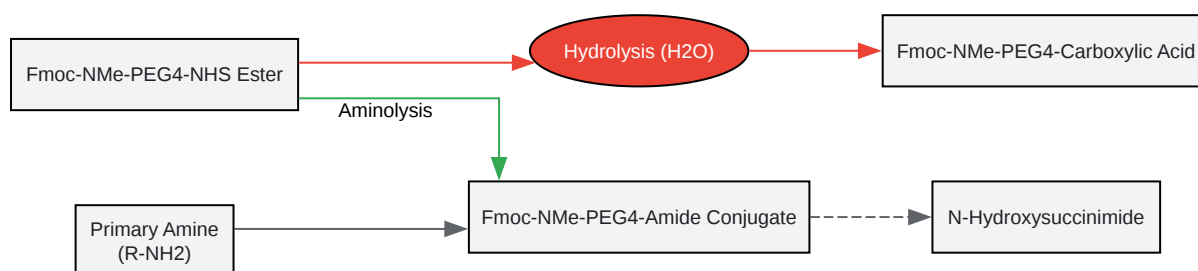 Fmoc-NMe-PEG4-NHS Ester
Hydrolysis (H2O)
Fmoc-NMe-PEG4-Carboxylic Acid
Aminolysis
Primary Amine
(R-NH2)
Fmoc-NMe-PEG4-Amide Conjugate
N-Hydroxysuccinimide